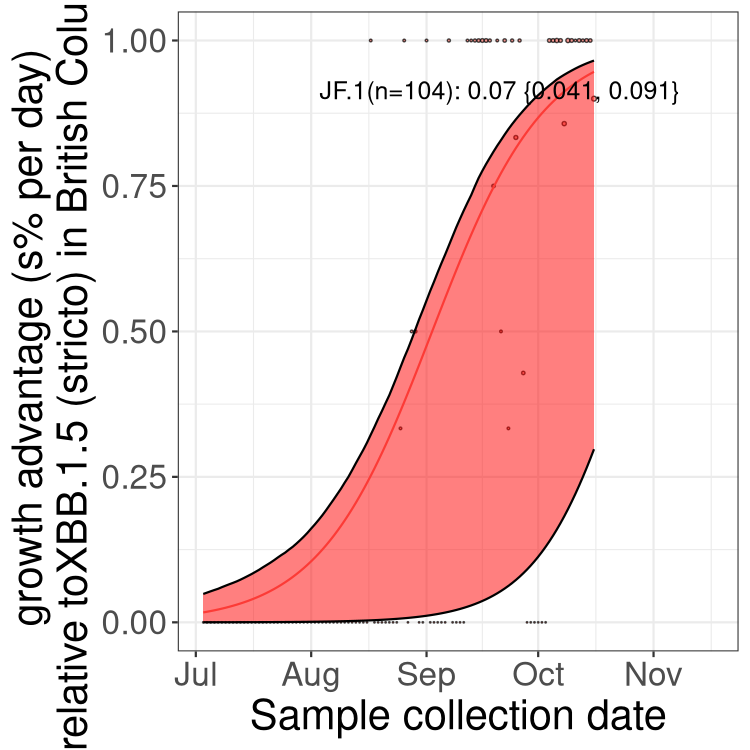 growth advantage (s% per day)
relative toXBB.1.5 (stricto) in British Colu
1.00
0.75
0.50
0.25
0.00
JF.1(n=104): 0.07 {0.041, 0.091}
Jul Aug Sep Oct Nov
Sample collection date